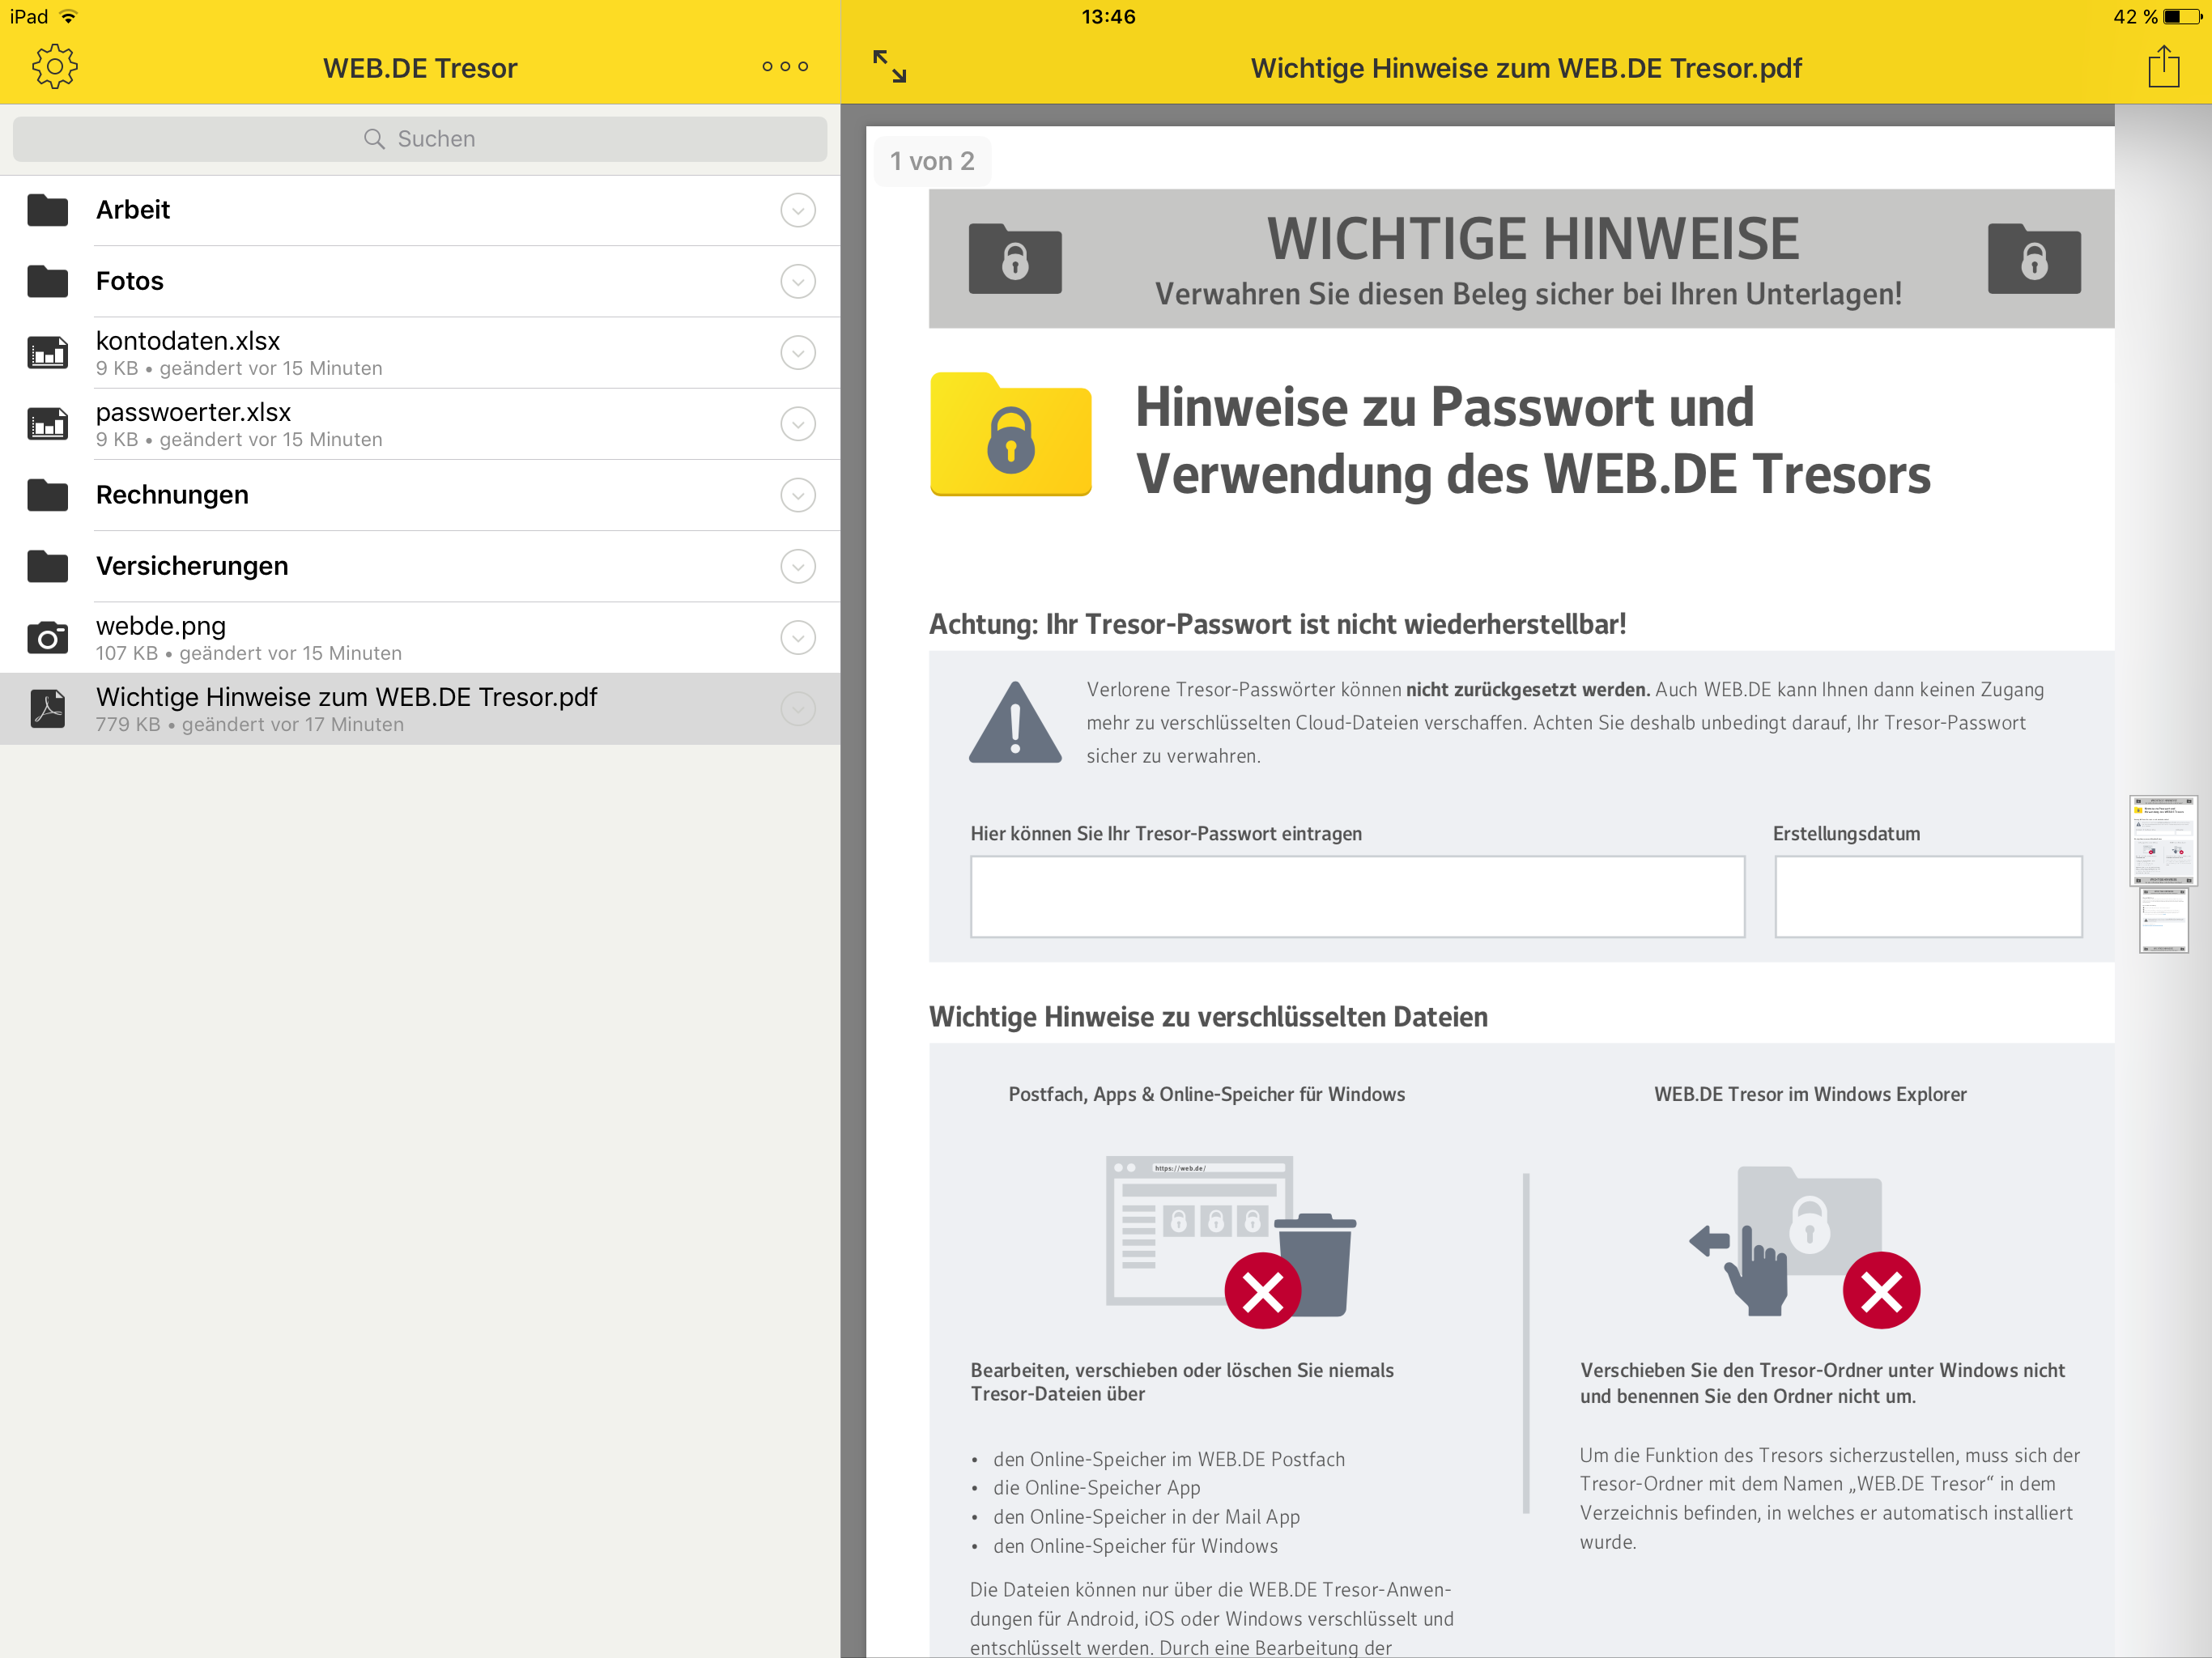 iPad
13:46
42 %
WEB.DE Tresor
Wichtige Hinweise zum WEB.DE Tresor.pdf
Suchen
Arbeit
Fotos
kontodaten.xlsx
9 KB • geändert vor 15 Minuten
passwoerter.xlsx
9 KB • geändert vor 15 Minuten
Rechnungen
Versicherungen
webde.png
107 KB • geändert vor 15 Minuten
Wichtige Hinweise zum WEB.DE Tresor.pdf
779 KB • geändert vor 17 Minuten
1 von 2
WICHTIGE HINWEISE
Verwahren Sie diesen Beleg sicher bei Ihren Unterlagen!
Hinweise zu Passwort und
Verwendung des WEB.DE Tresors
Achtung: Ihr Tresor-Passwort ist nicht wiederherstellbar!
Verlorene Tresor-Passwörter können nicht zurückgesetzt werden. Auch WEB.DE kann Ihnen dann keinen Zugang
mehr zu verschlüsselten Cloud-Dateien verschaffen. Achten Sie deshalb unbedingt darauf, Ihr Tresor-Passwort
sicher zu verwahren.
Hier können Sie Ihr Tresor-Passwort eintragen
Erstellungsdatum
Wichtige Hinweise zu verschlüsselten Dateien
Postfach, Apps & Online-Speicher für Windows
https://web.de/
Bearbeiten, verschieben oder löschen Sie niemals
Tresor-Dateien über
• den Online-Speicher im WEB.DE Postfach
• die Online-Speicher App
• den Online-Speicher in der Mail App
• den Online-Speicher für Windows
Die Dateien können nur über die WEB.DE Tresor-Anwen-
dungen für Android, iOS oder Windows verschlüsselt und
entschlüsselt werden. Durch eine Bearbeitung der
WEB.DE Tresor im Windows Explorer
Verschieben Sie den Tresor-Ordner unter Windows nicht
und benennen Sie den Ordner nicht um.
Um die Funktion des Tresors sicherzustellen, muss sich der
Tresor-Ordner mit dem Namen „WEB.DE Tresor“ in dem
Verzeichnis befinden, in welches er automatisch installiert
wurde.